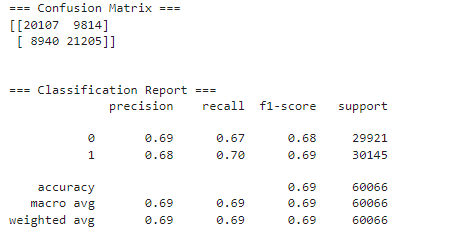 === Confusion Matrix ===
[[20107  9814]
 [ 8940 21205]]
=== Classification Report ===
precision    recall  f1-score   support
0       0.69      0.67      0.68     29921
1       0.68      0.70      0.69     30145
accuracy                           0.69     60066
macro avg       0.69      0.69      0.69     60066
weighted avg       0.69      0.69      0.69     60066